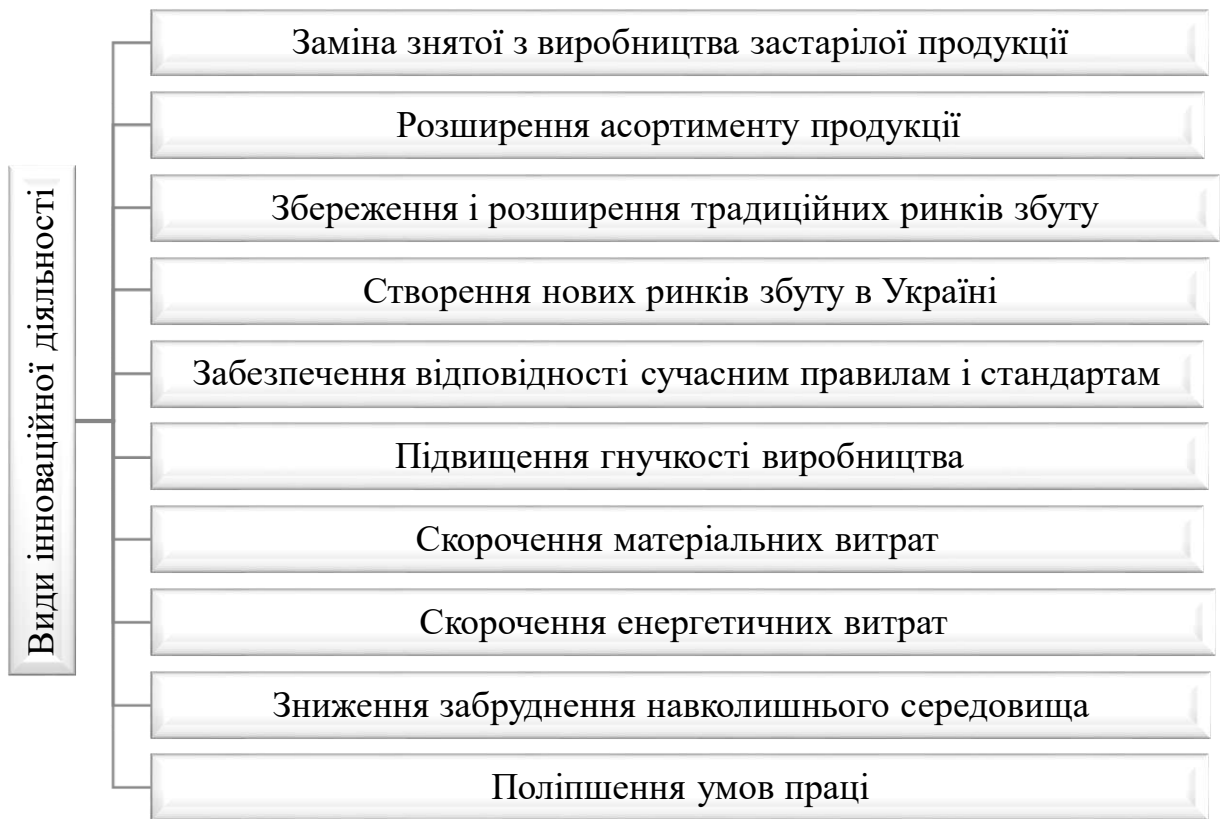 Види інноваційної діяльності
Заміна знятої з виробництва застарілої продукції
Розширення асортименту продукції
Збереження і розширення традиційних ринків збуту
Створення нових ринків збуту в Україні
Забезпечення відповідності сучасним правилам і стандартам
Підвищення гнучкості виробництва
Скорочення матеріальних витрат
Скорочення енергетичних витрат
Зниження забруднення навколишнього середовища
Поліпшення умов праці